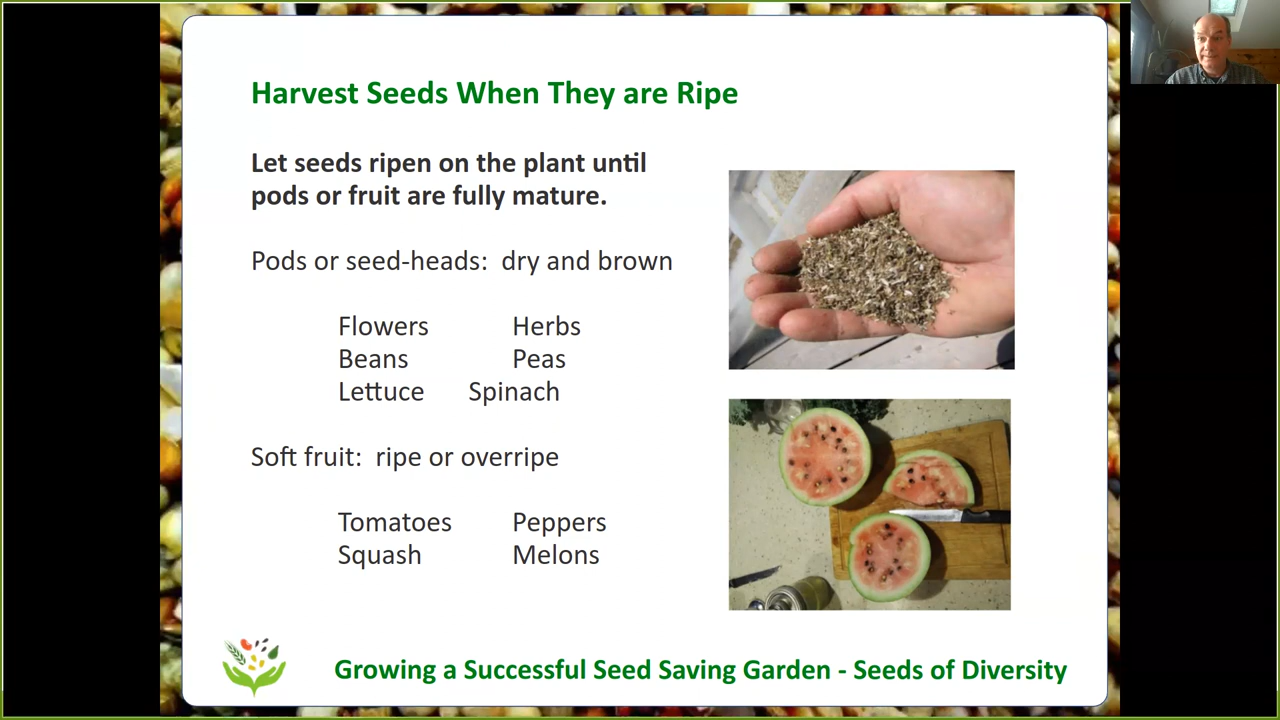 Harvest Seeds When They are Ripe
Let seeds ripen on the plant until
pods or fruit are fully mature.
Pods or seed-heads: dry and brown
Flowers Herbs
Beans Peas
Lettuce Spinach
Soft fruit: ripe or overripe
Tomatoes Peppers
Squash Melons
Growing a Successful Seed Saving Garden - Seeds of Diversity